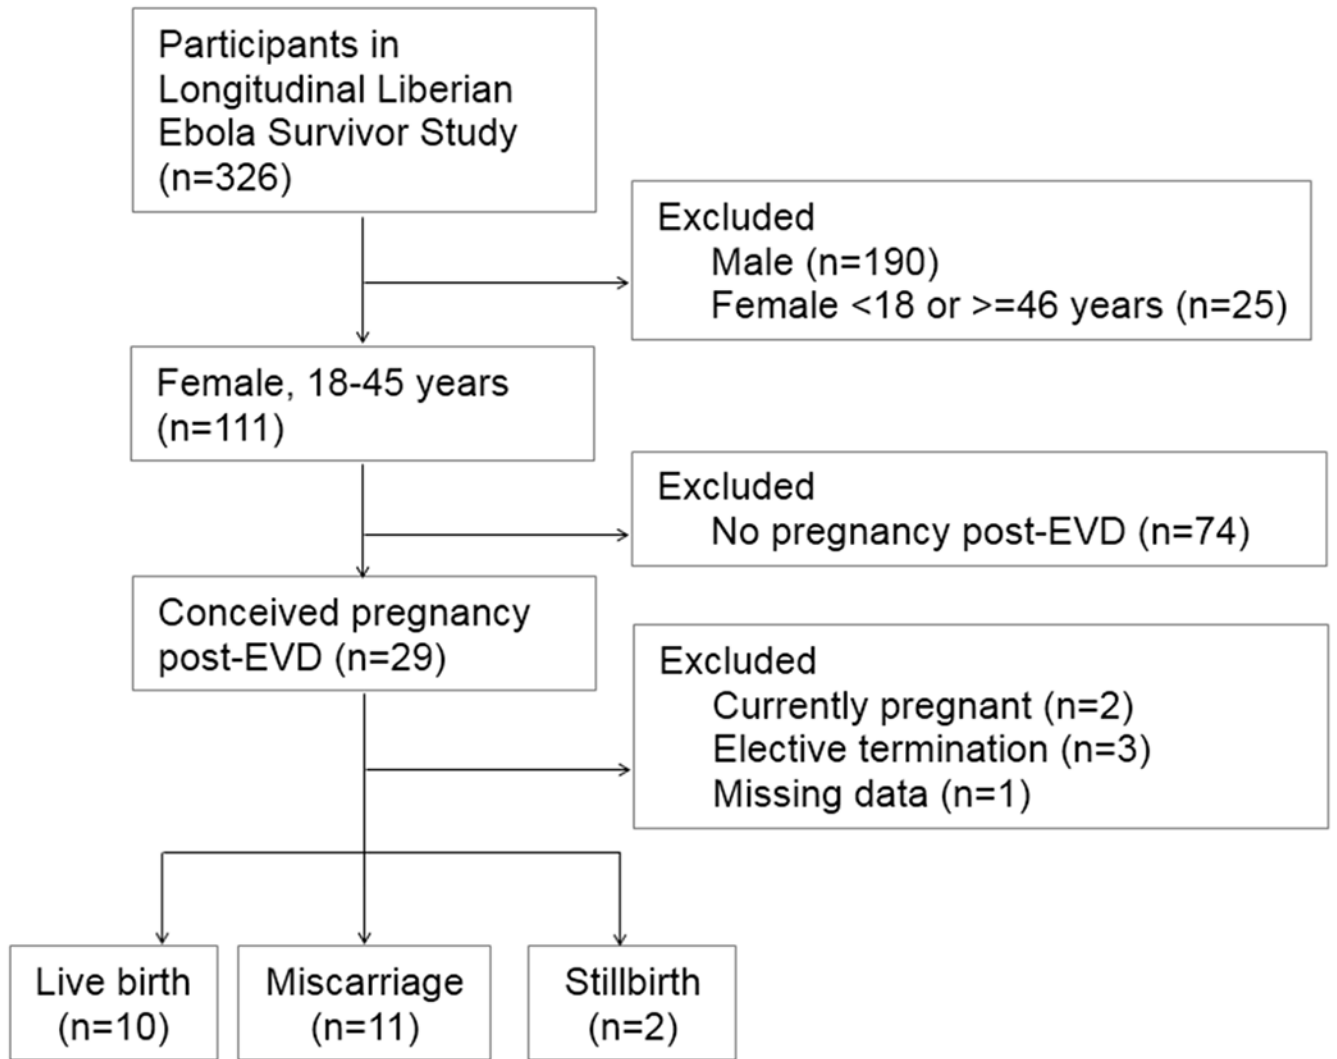 Participants in
Longitudinal Liberian
Ebola Survivor Study
(n=326)
Excluded
Male (n=190)
Female <18 or >=46 years (n=25)
Female, 18-45 years
(n=111)
Excluded
No pregnancy post-EVD (n=74)
Conceived pregnancy
post-EVD (n=29)
Excluded
Currently pregnant (n=2)
Elective termination (n=3)
Missing data (n=1)
Live birth
(n=10)
Miscarriage
(n=11)
Stillbirth
(n=2)